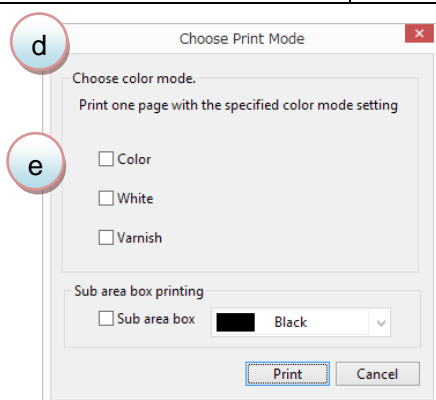 d
Choose Print Mode
Choose color mode.
Print one page with the specified color mode setting
e
Color
White
Varnish
Sub area box printing
Sub area box Black
Print Cancel